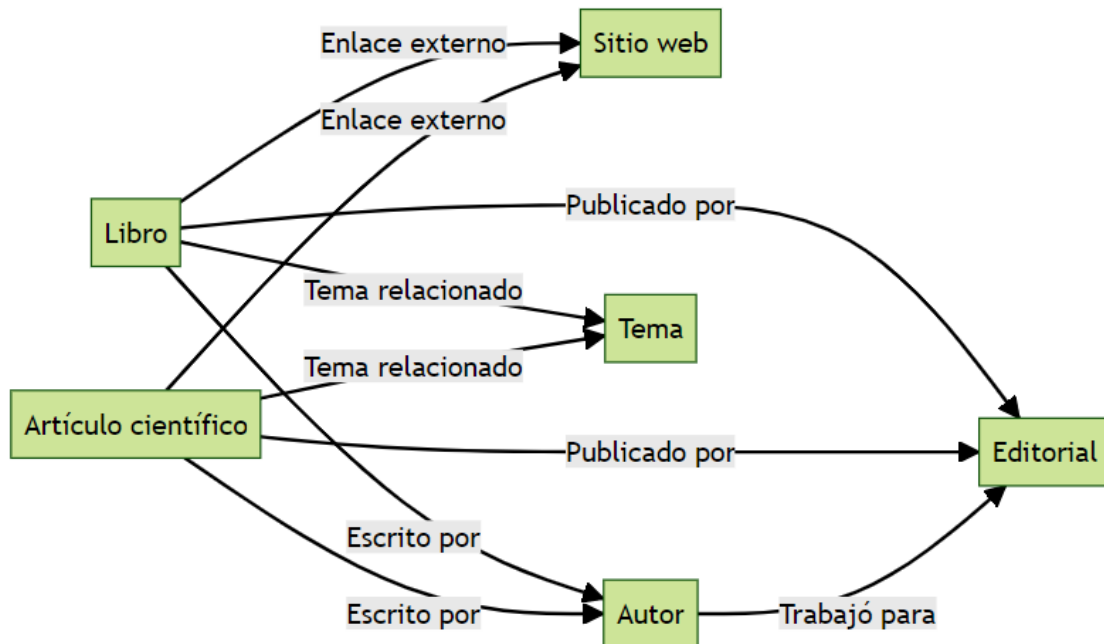 Enlace externo
Sitio web
Enlace externo
Publicado por
Libro
Tema relacionado
Tema
Tema relacionado
Artículo científico
Publicado por
Editorial
Escrito por
Escrito por
Autor
Trabajó para